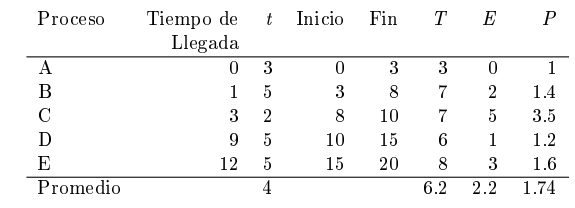 Proceso Tiempo de Llegada t Inicio Fin T E P
A 0 3 0 3 3 0 1
B 1 5 3 8 7 2 1.4
C 3 2 8 10 7 5 3.5
D 9 5 10 15 6 1 1.2
E 12 5 15 20 8 3 1.6
Promedio 4 6.2 2.2 1.74